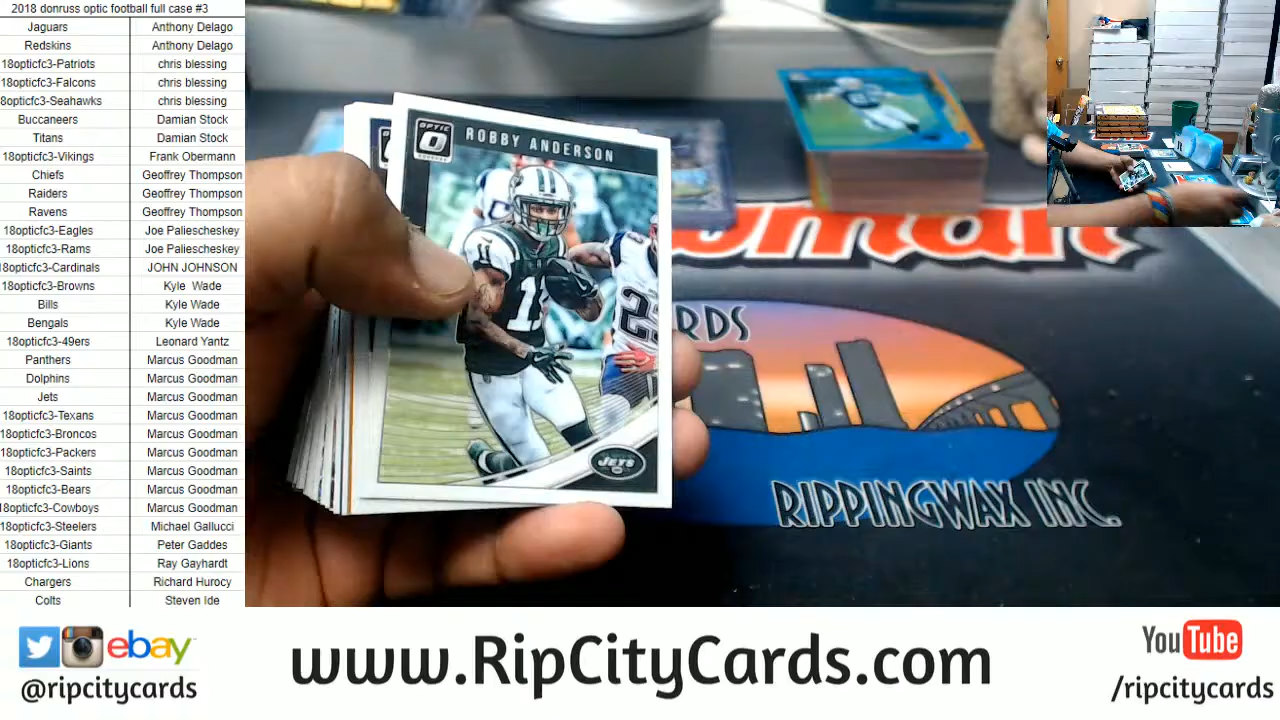 2018 donruss optic football full case #3
Jaguars Anthony Delago
Redskins Anthony Delago
18opticfc3-Patriots chris blessing
18opticfc3-Falcons chris blessing
8opticfc3-Seahawks chris blessing
Buccaneers Damian Stock
Titans Damian Stock
18opticfc3-Vikings Frank Obermann
Chiefs Geoffrey Thompson
Raiders Geoffrey Thompson
Ravens Geoffrey Thompson
18opticfc3-Eagles Joe Paliescheskey
18opticfc3-Rams Joe Paliescheskey
18opticfc3-Cardinals JOHN JOHNSON
18opticfc3-Browns Kyle Wade
Bills Kyle Wade
Bengals Kyle Wade
18opticfc3-49ers Leonard Yantz
Panthers Marcus Goodman
Dolphins Marcus Goodman
Jets Marcus Goodman
18opticfc3-Texans Marcus Goodman
18opticfc3-Broncos Marcus Goodman
18opticfc3-Packers Marcus Goodman
18opticfc3-Saints Marcus Goodman
18opticfc3-Bears Marcus Goodman
8opticfc3-Cowboys Marcus Goodman
18opticfc3-Steelers Michael Gallucci
18opticfc3-Giants Peter Gaddes
18opticfc3-Lions Ray Gayhardt
Chargers Richard Hurocy
Colts Steven Ide
OPTIC
ROBBY ANDERSON
11
23
JETS
RDS
RIPPINGWAX INC.
ebay
@ripcitycards
www.RipCityCards.com
YouTube
/ripcitycards